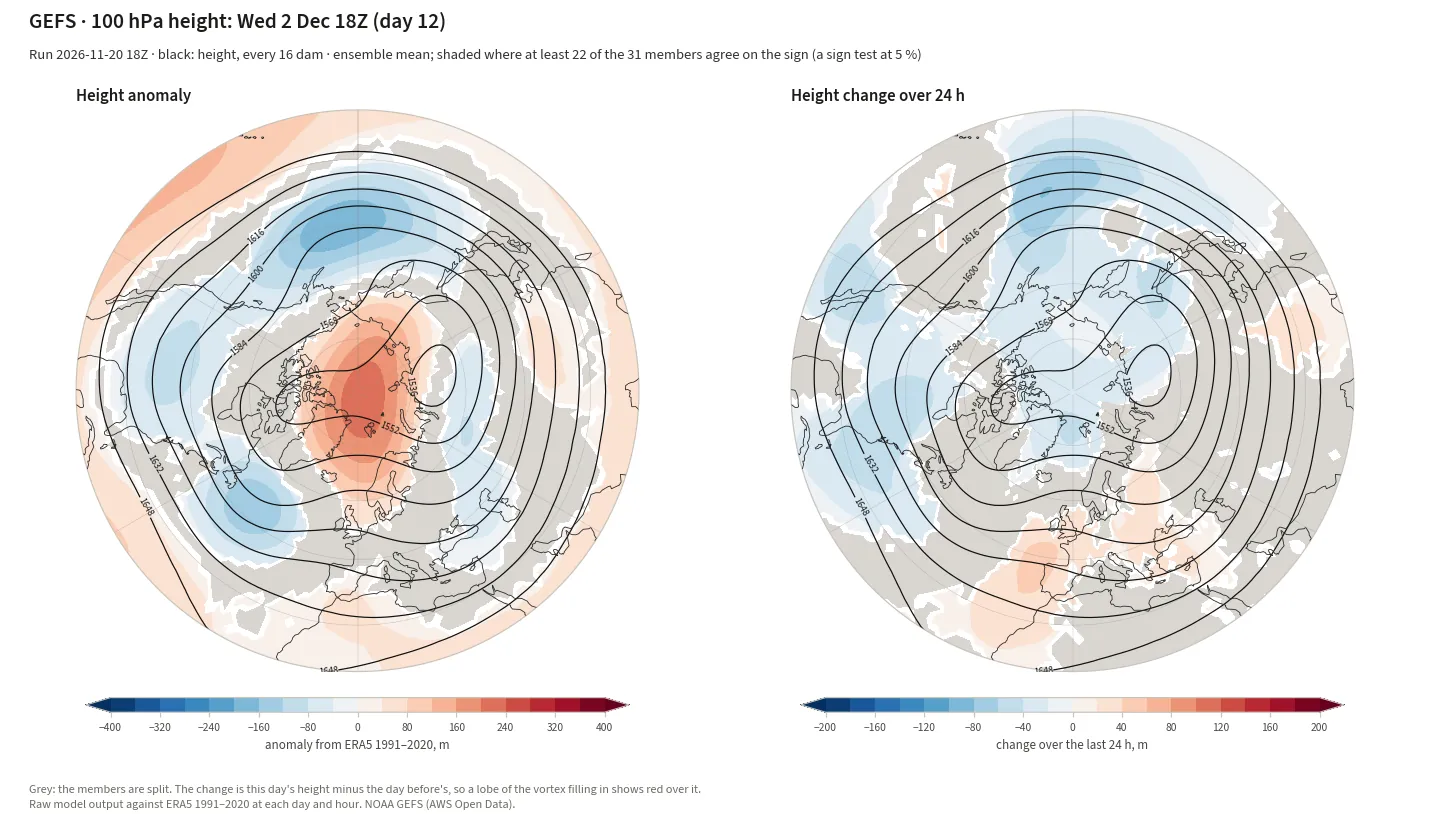 GEFS · 100 hPa height: Wed 2 Dec 18Z (day 12)
Run 2026-11-20 18Z · black: height, every 16 dam · ensemble mean; shaded where at least 22 of the 31 members agree on the sign (a sign test at 5 %)
Height anomaly
Height change over 24 h
1616
1600
1584
1568
1536
1552
1632
1648
1648
1616
1600
1584
1568
1536
1552
1632
1648
1648
−400 −320 −240 −160 −80 0 80 160 240 320 400
anomaly from ERA5 1991–2020, m
−200 −160 −120 −80 −40 0 40 80 120 160 200
change over the last 24 h, m
Grey: the members are split. The change is this day's height minus the day before's, so a lobe of the vortex filling in shows red over it.
Raw model output against ERA5 1991–2020 at each day and hour. NOAA GEFS (AWS Open Data).